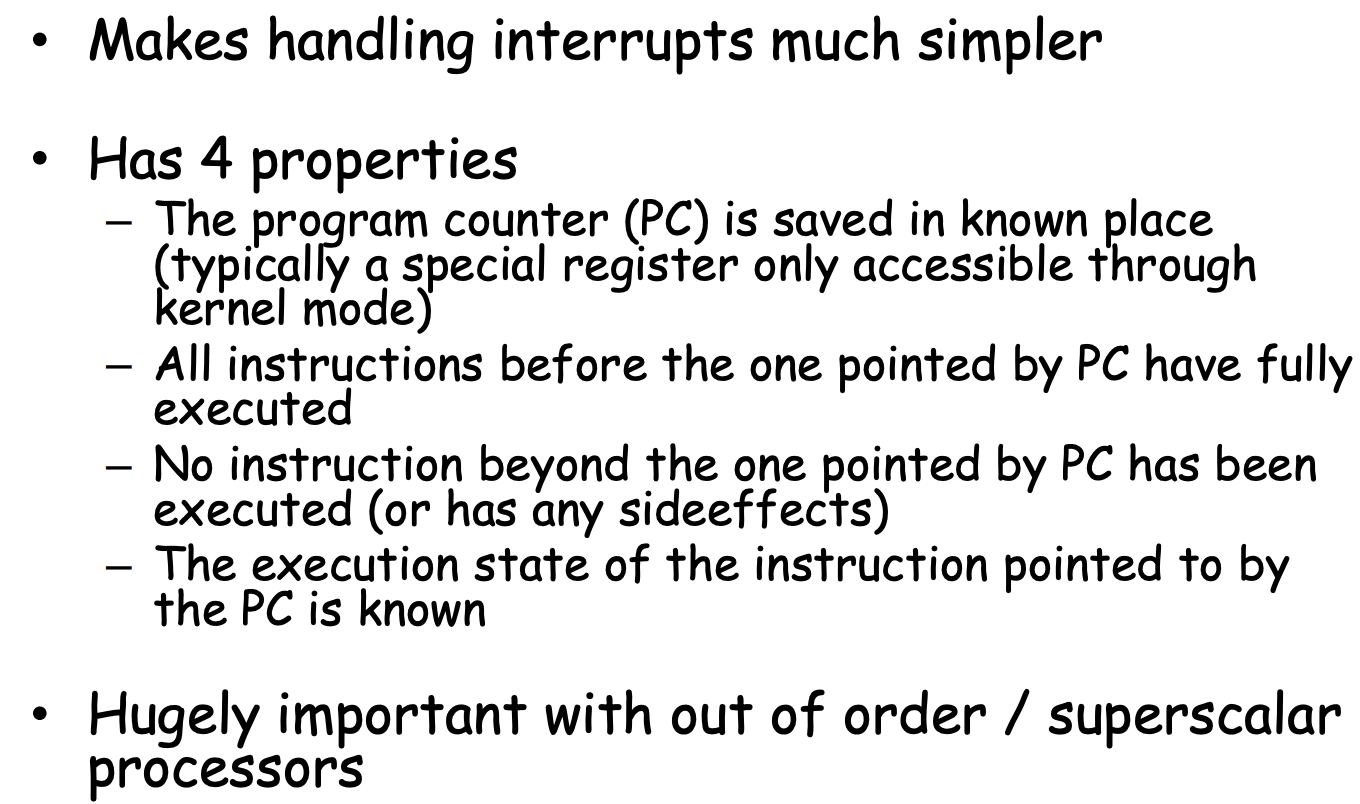 • Makes handling interrupts much simpler
• Has 4 properties
– The program counter (PC) is saved in known place
(typically a special register only accessible through
kernel mode)
– All instructions before the one pointed by PC have fully
executed
– No instruction beyond the one pointed by PC has been
executed (or has any sideeffects)
– The execution state of the instruction pointed to by
the PC is known
• Hugely important with out of order / superscalar
processors